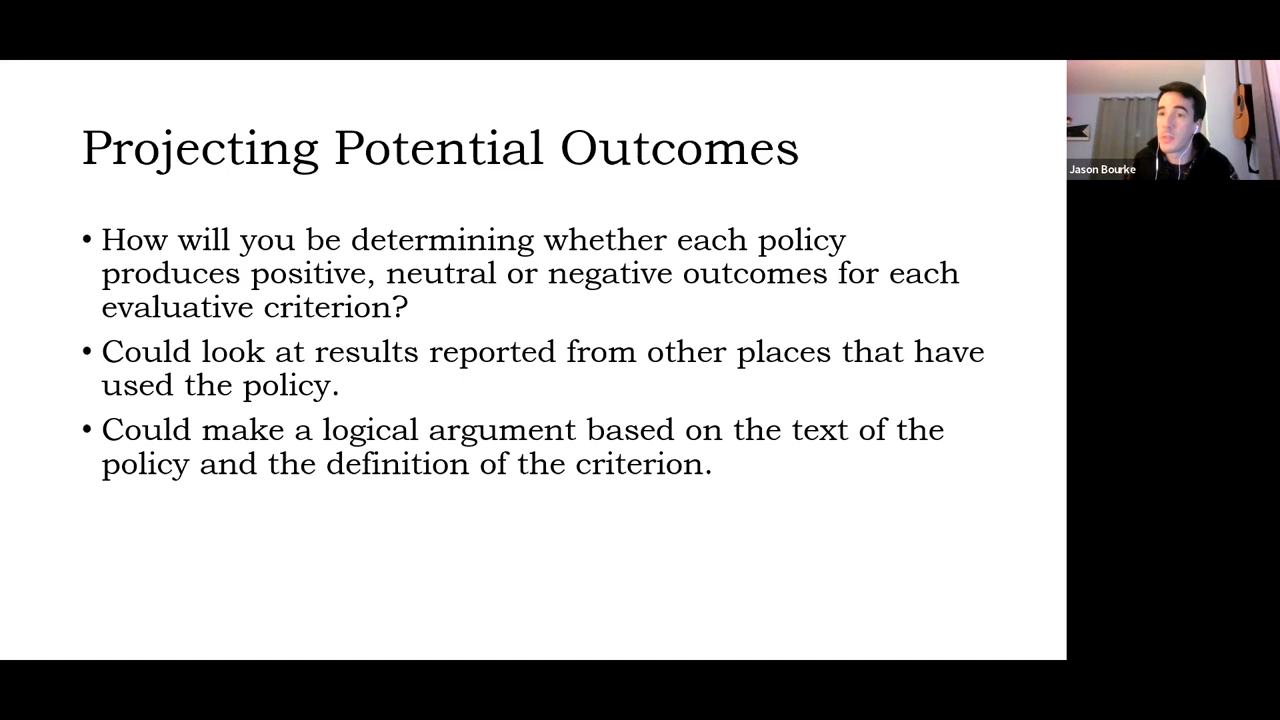 Projecting Potential Outcomes
• How will you be determining whether each policy
produces positive, neutral or negative outcomes for each
evaluative criterion?
• Could look at results reported from other places that have
used the policy.
• Could make a logical argument based on the text of the
policy and the definition of the criterion.
Jason Bourke